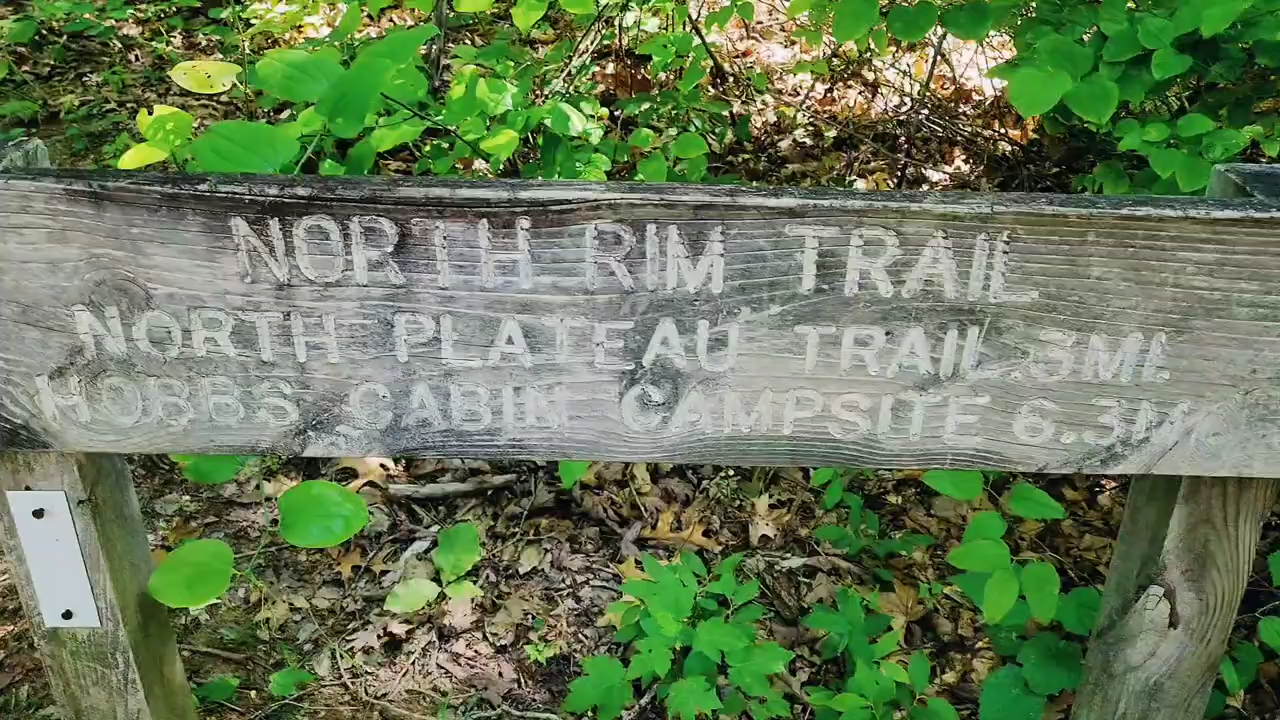 NORTH RIM TRAIL
NORTH PLATEAU TRAIL .3MI.
HOBBS CABIN CAMPSITE 6.3MI